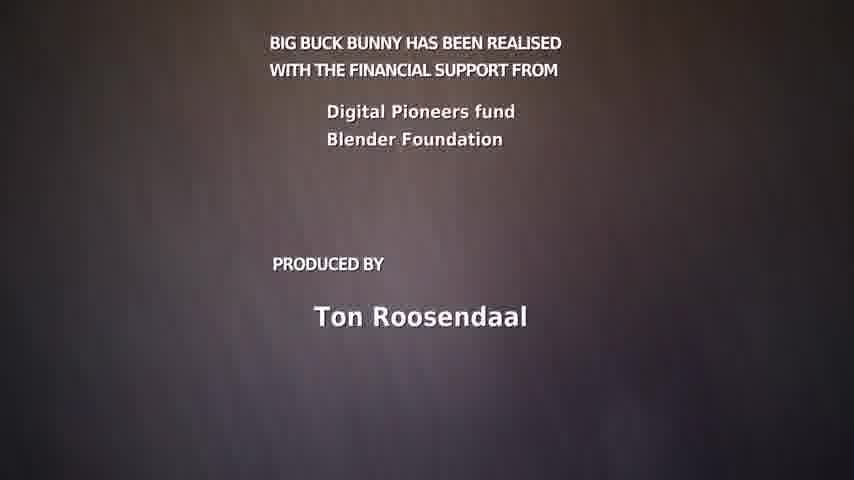 BIG BUCK BUNNY HAS BEEN REALISED
WITH THE FINANCIAL SUPPORT FROM
Digital Pioneers fund
Blender Foundation
PRODUCED BY
Ton Roosendaal